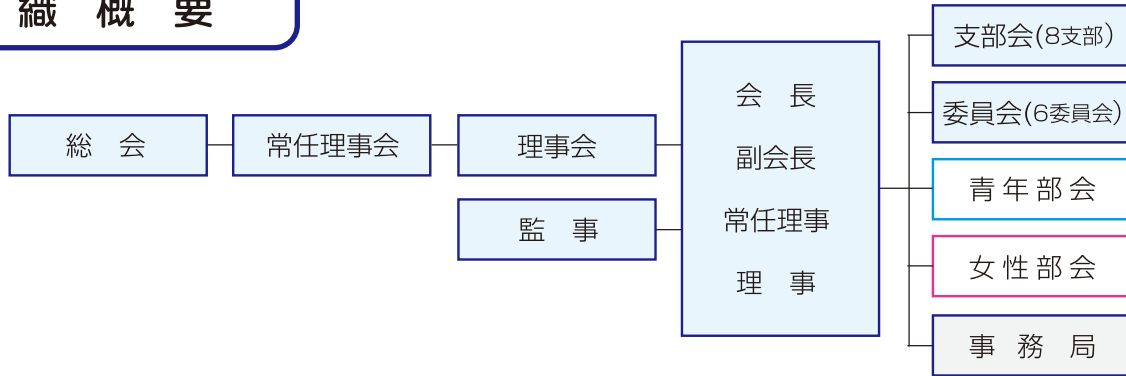 織 概 要
総 会
常任理事会
理事会
監 事
会 長
副会長
常任理事
理 事
支部会(8支部)
委員会(6委員会)
青年部会
女性部会
事 務 局